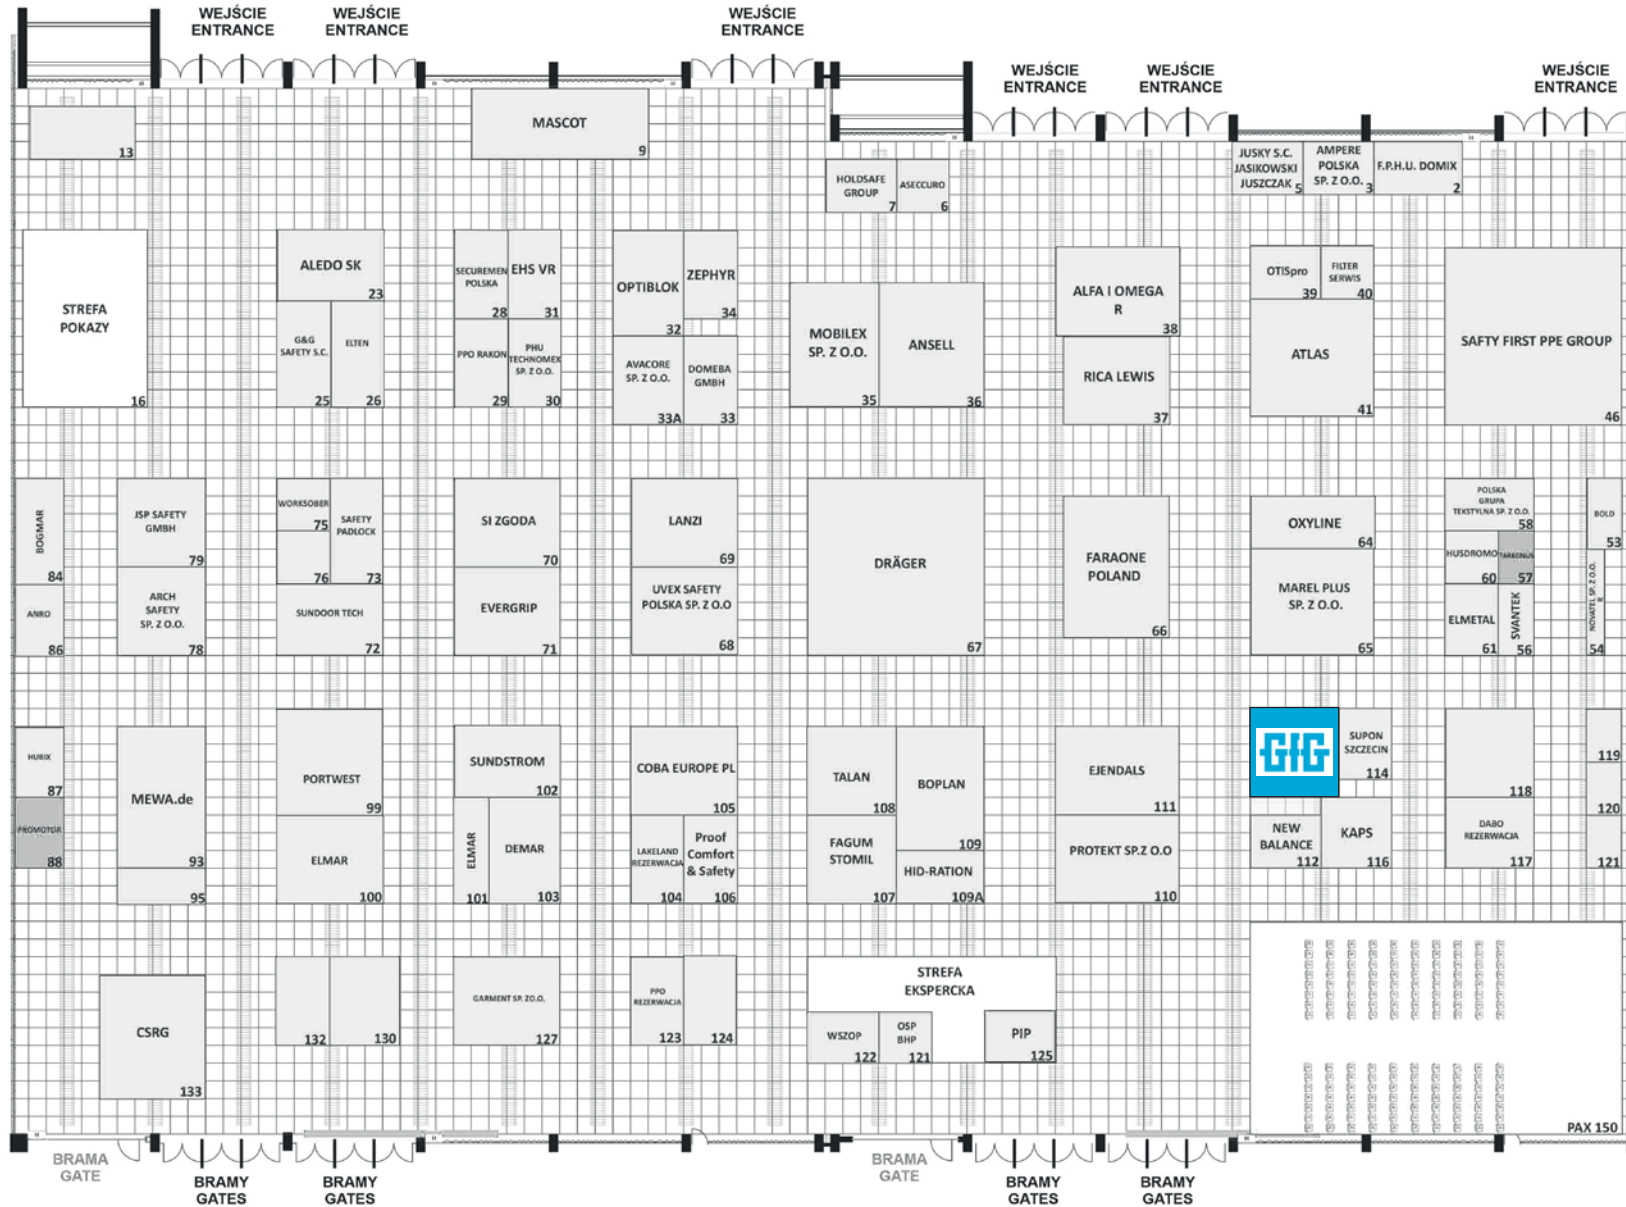 WEJŚCIE
ENTRANCE
WEJŚCIE
ENTRANCE
WEJŚCIE
ENTRANCE
WEJŚCIE
ENTRANCE
WEJŚCIE
ENTRANCE
WEJŚCIE
ENTRANCE
13
MASCOT
9
HOLDSAFE
GROUP
7
ASECCURO
6
JUSKY S.C.
JASIKOWSKI
JUSZCZAK
5
AMPERE
POLSKA
SP. Z O.O.
3
F.P.H.U. DOMIX
2
STREFA
POKAZY
16
ALEDO SK
23
G&G
SAFETY S.C.
25
ELTEN
26
SECUREMEN
POLSKA
28
EHS VR
31
PPO RAKON
29
PHU
TECHNOMEX
SP. Z O.O.
30
OPTIBLOK
32
ZEPHYR
34
AVACORE
SP. Z O.O.
33A
DOMEBA
GMBH
33
MOBILEX
SP. Z O.O.
35
ANSELL
36
ALFA I OMEGA
R
38
RICA LEWIS
37
OTISpro
39
FILTER
SERWIS
40
ATLAS
41
SAFTY FIRST PPE GROUP
46
BOGMAR
84
ANRO
86
JSP SAFETY
GMBH
79
ARCH
SAFETY
SP. Z O.O.
78
WORKSOBER
75
SAFETY
PADLOCK
76
73
SUNDOOR TECH
72
SI ZGODA
70
EVERGRIP
71
LANZI
69
UVEX SAFETY
POLSKA SP. Z O.O
68
DRÄGER
67
FARAONE
POLAND
66
OXYLINE
64
MAREL PLUS
SP. Z O.O.
65
POLSKA
GRUPA
TEKSTYLNA SP. Z O.O.
58
HUSDROMO
60
TARBONUS
57
ELMETAL
61
SVANTEK
56
BOLD
53
NOVATEL SP. Z O.O.
R
54
HUBIX
87
PROMOTOR
88
MEWA.de
93
95
PORTWEST
99
ELMAR
100
SUNDSTROM
102
ELMAR
101
DEMAR
103
COBA EUROPE PL
105
LAKELAND
REZERWACJA
104
Proof
Comfort
& Safety
106
TALAN
108
FAGUM
STOMIL
107
BOPLAN
109
HID-RATION
109A
EJENDALS
111
PROTEKT SP.Z O.O
110
GfG
SUPON
SZCZECIN
114
NEW
BALANCE
112
KAPS
116
118
DABO
REZERWACJA
117
119
120
121
CSRG
133
132
130
GARMENT SP. ZO.O.
127
PPO
REZERWACJA
123
124
STREFA
EKSPERCKA
WSZOP
122
OSP
BHP
121
PIP
125
PAX 150
BRAMA
GATE
BRAMY
GATES
BRAMY
GATES
BRAMA
GATE
BRAMY
GATES
BRAMY
GATES